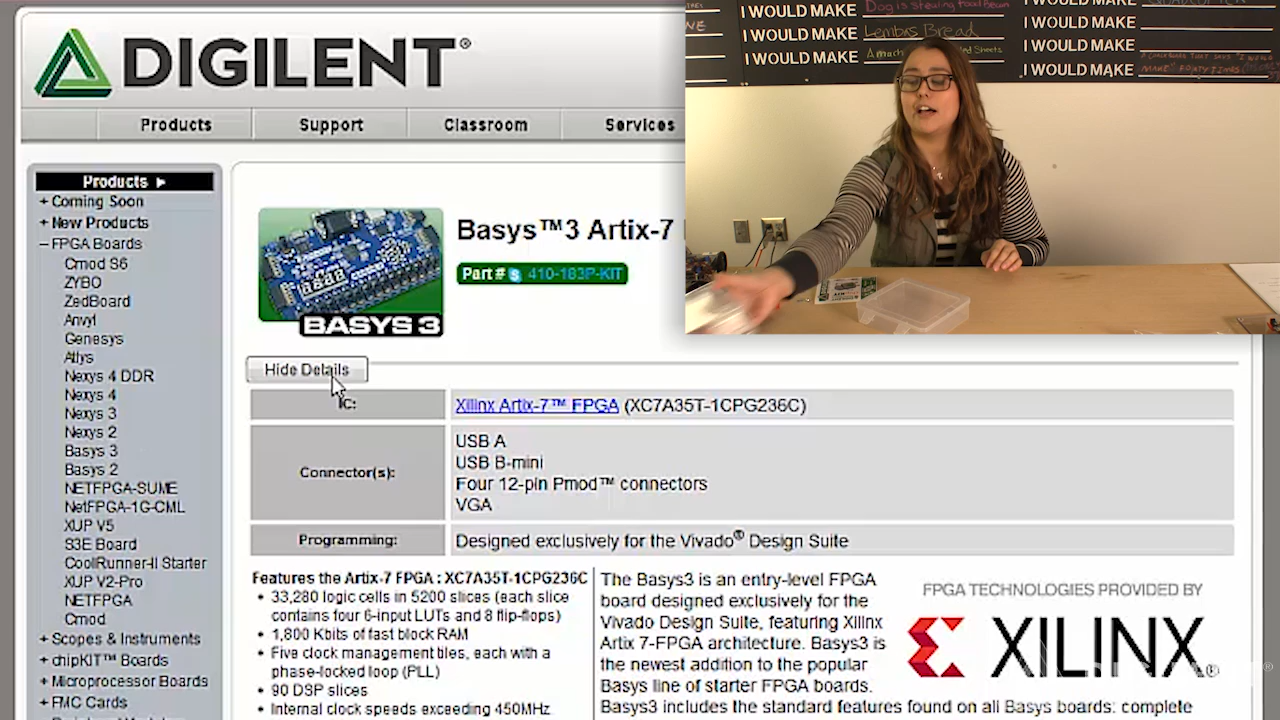 DIGILENT®
Products
Support
Classroom
Services
I WOULD MAKE Dog is stealing Food Again
I WOULD MAKE Lembas Bread
I WOULD MAKE
I WOULD MAKE
I WOULD MAKE
I WOULD MAKE
I WOULD MAKE
Products
+ Coming Soon
+ New Products
– FPGA Boards
Cmod S6
ZYBO
ZedBoard
Anvyl
Genesys
Atlys
Nexys 4 DDR
Nexys 4
Nexys 3
Nexys 2
Basys 3
Basys 2
NETFPGA-SUME
NetFPGA-1G-CML
XUP V5
S3E Board
CoolRunner-II Starter
XUP V2-Pro
NETFPGA
Cmod
+ Scopes & Instruments
+ chipKIT™ Boards
+ Microprocessor Boards
+ FMC Cards
BASYS 3
Basys™3 Artix-7
Part # 410-183P-KIT
Hide Details
IC:
Xilinx Artix-7™ FPGA (XC7A35T-1CPG236C)
Connector(s):
USB A
USB B-mini
Four 12-pin Pmod™ connectors
VGA
Programming:
Designed exclusively for the Vivado® Design Suite
Features the Artix-7 FPGA : XC7A35T-1CPG236C
• 33,280 logic cells in 5200 slices (each slice
contains four 6-input LUTs and 8 flip-flops)
• 1,800 Kbits of fast block RAM
• Five clock management tiles, each with a
phase-locked loop (PLL)
• 90 DSP slices
• Internal clock speeds exceeding 450MHz
The Basys3 is an entry-level FPGA
board designed exclusively for the
Vivado Design Suite, featuring Xilinx
Artix 7-FPGA architecture. Basys3 is
the newest addition to the popular
Basys line of starter FPGA boards.
Basys3 includes the standard features found on all Basys boards: complete
FPGA TECHNOLOGIES PROVIDED BY
XILINX®